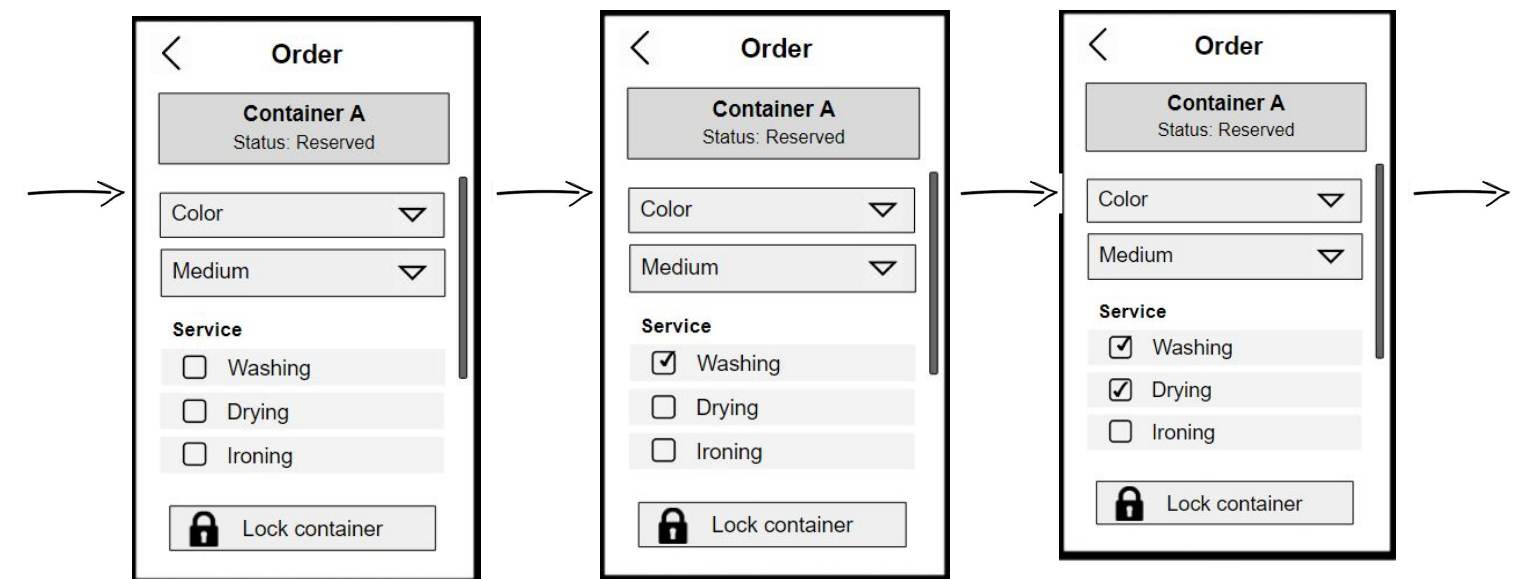 Order
Container A
Status: Reserved
Color
Medium
Service
Washing
Drying
Ironing
Lock container
Order
Container A
Status: Reserved
Color
Medium
Service
Washing
Drying
Ironing
Lock container
Order
Container A
Status: Reserved
Color
Medium
Service
Washing
Drying
Ironing
Lock container